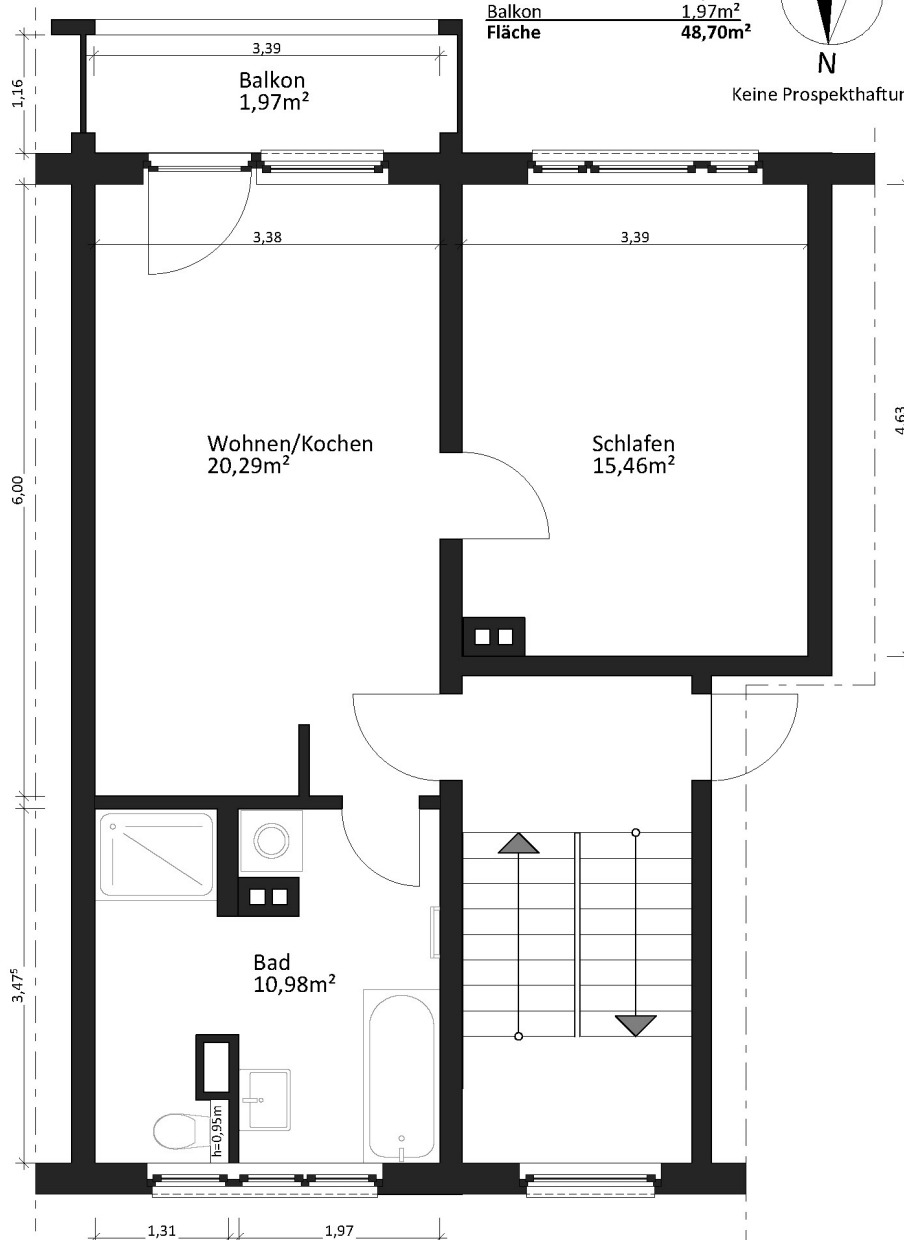 Balkon 1,97m²
Fläche 48,70m²
N
Keine Prospekthaftun
3,39
1,16
Balkon
1,97m²
3,38
3,39
4,63
Wohnen/Kochen
20,29m²
Schlafen
15,46m²
6,00
3,47⁵
Bad
10,98m²
h=0,95m
1,31
1,97